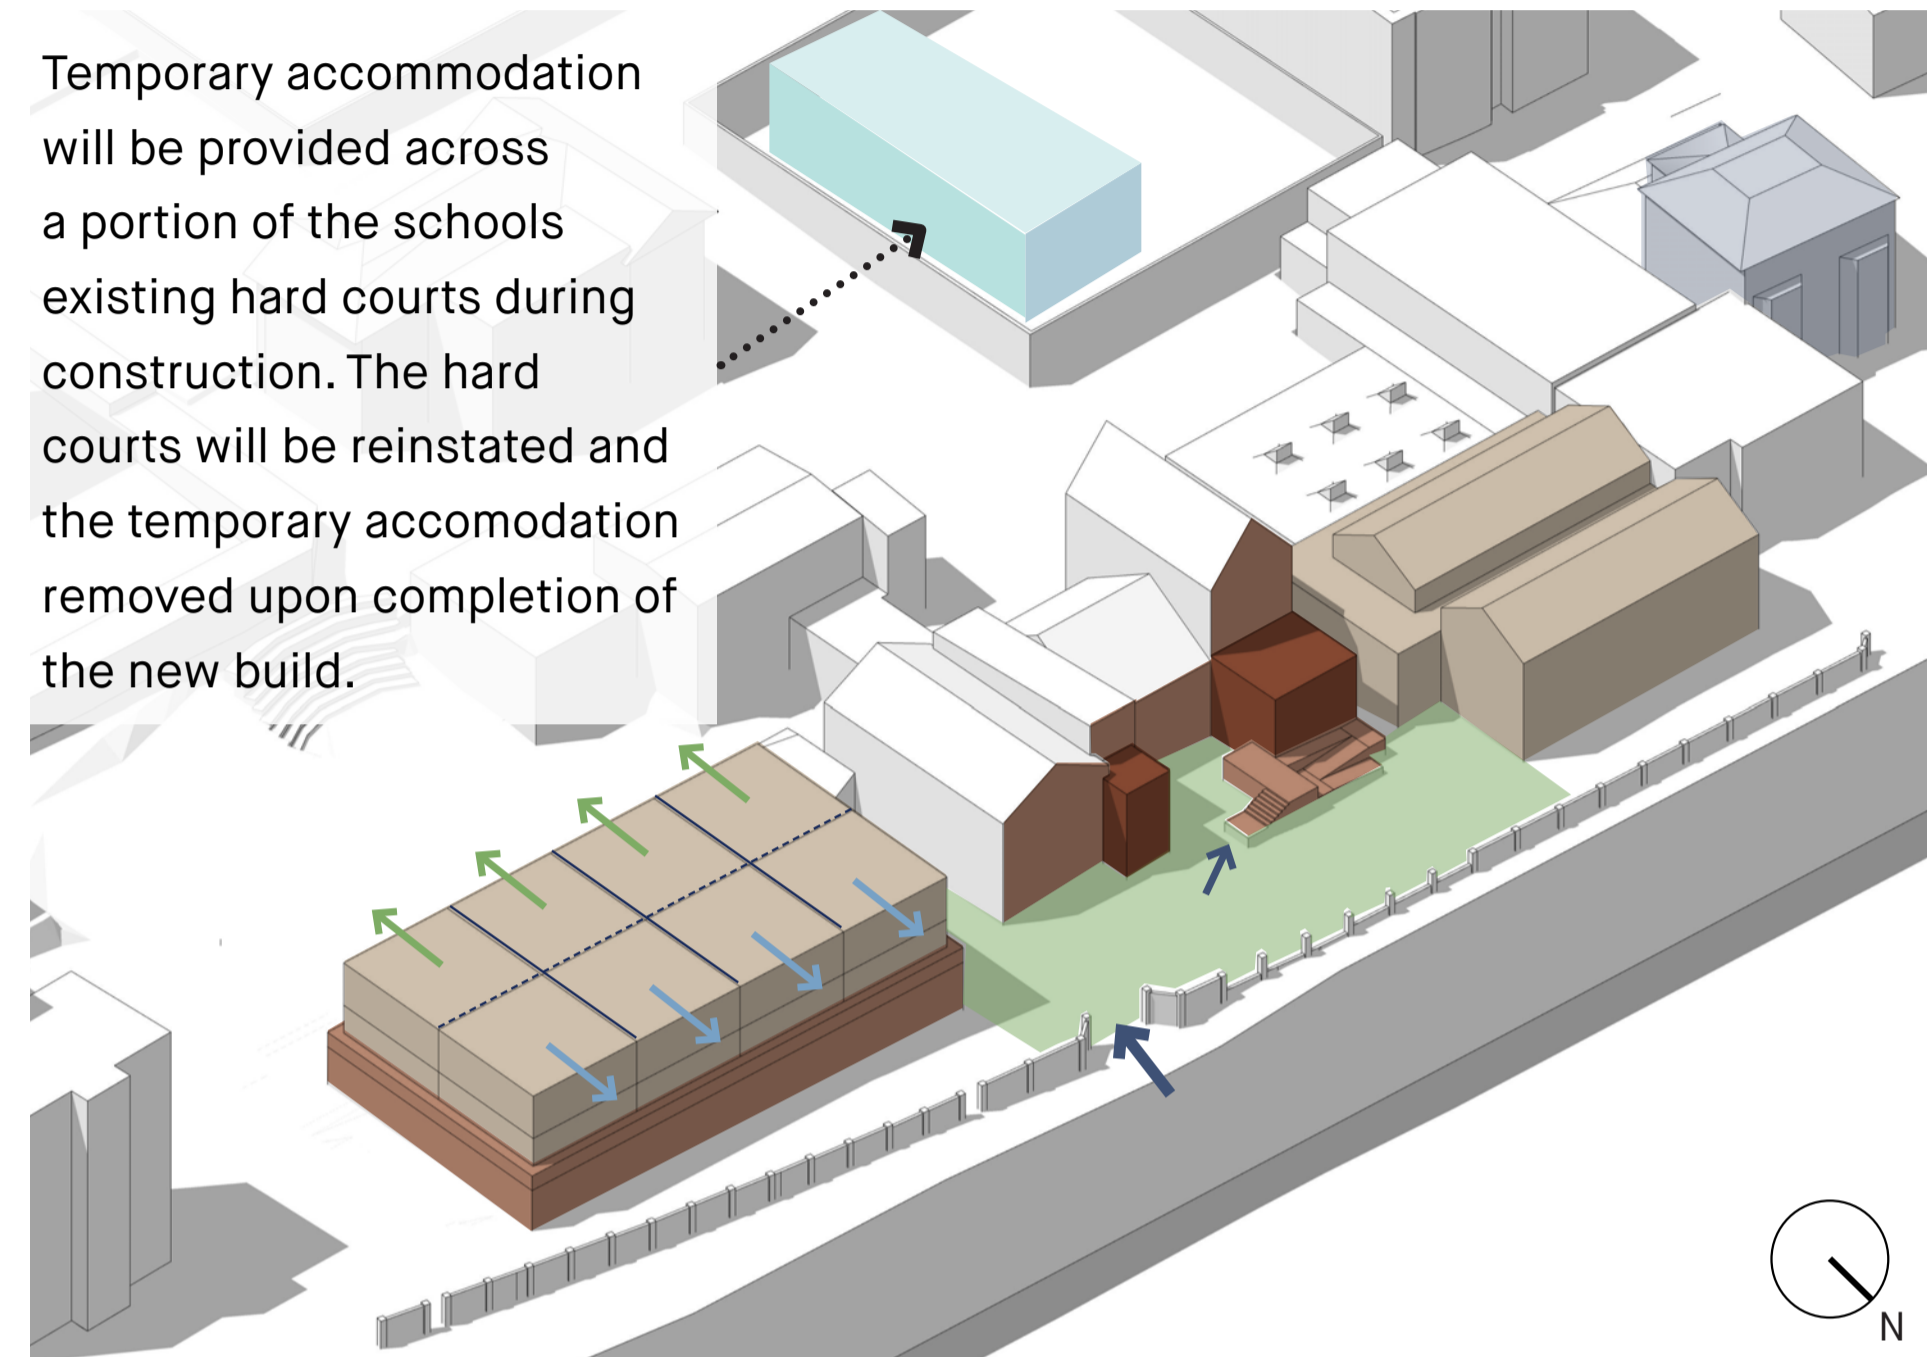 Temporary accommodation
will be provided across
a portion of the schools
existing hard courts during
construction. The hard
courts will be reinstated and
the temporary accomodation
removed upon completion of
the new build.
N